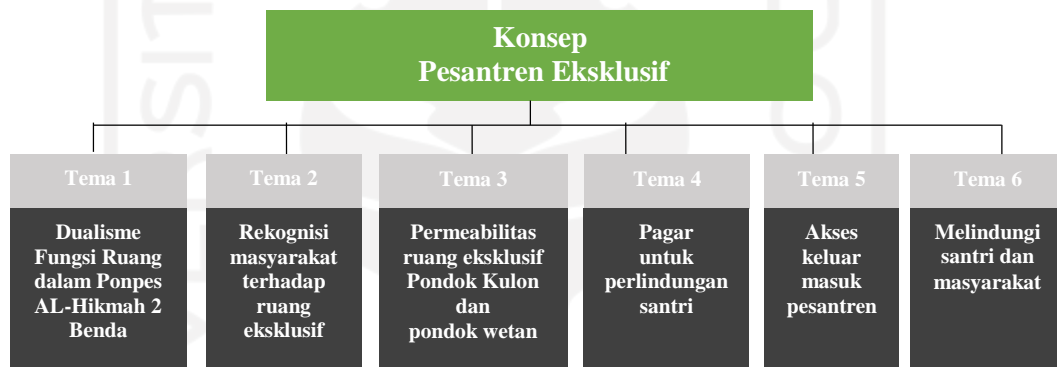 Konsep
Pesantren Eksklusif
Tema 1
Dualisme
Fungsi Ruang
dalam Ponpes
AL-Hikmah 2
Benda
Tema 2
Rekognisi
masyarakat
terhadap
ruang
eksklusif
Tema 3
Permeabilitas
ruang eksklusif
Pondok Kulon
dan
pondok wetan
Tema 4
Pagar
untuk
perlindungan
santri
Tema 5
Akses
keluar
masuk
pesantren
Tema 6
Melindungi
santri dan
masyarakat